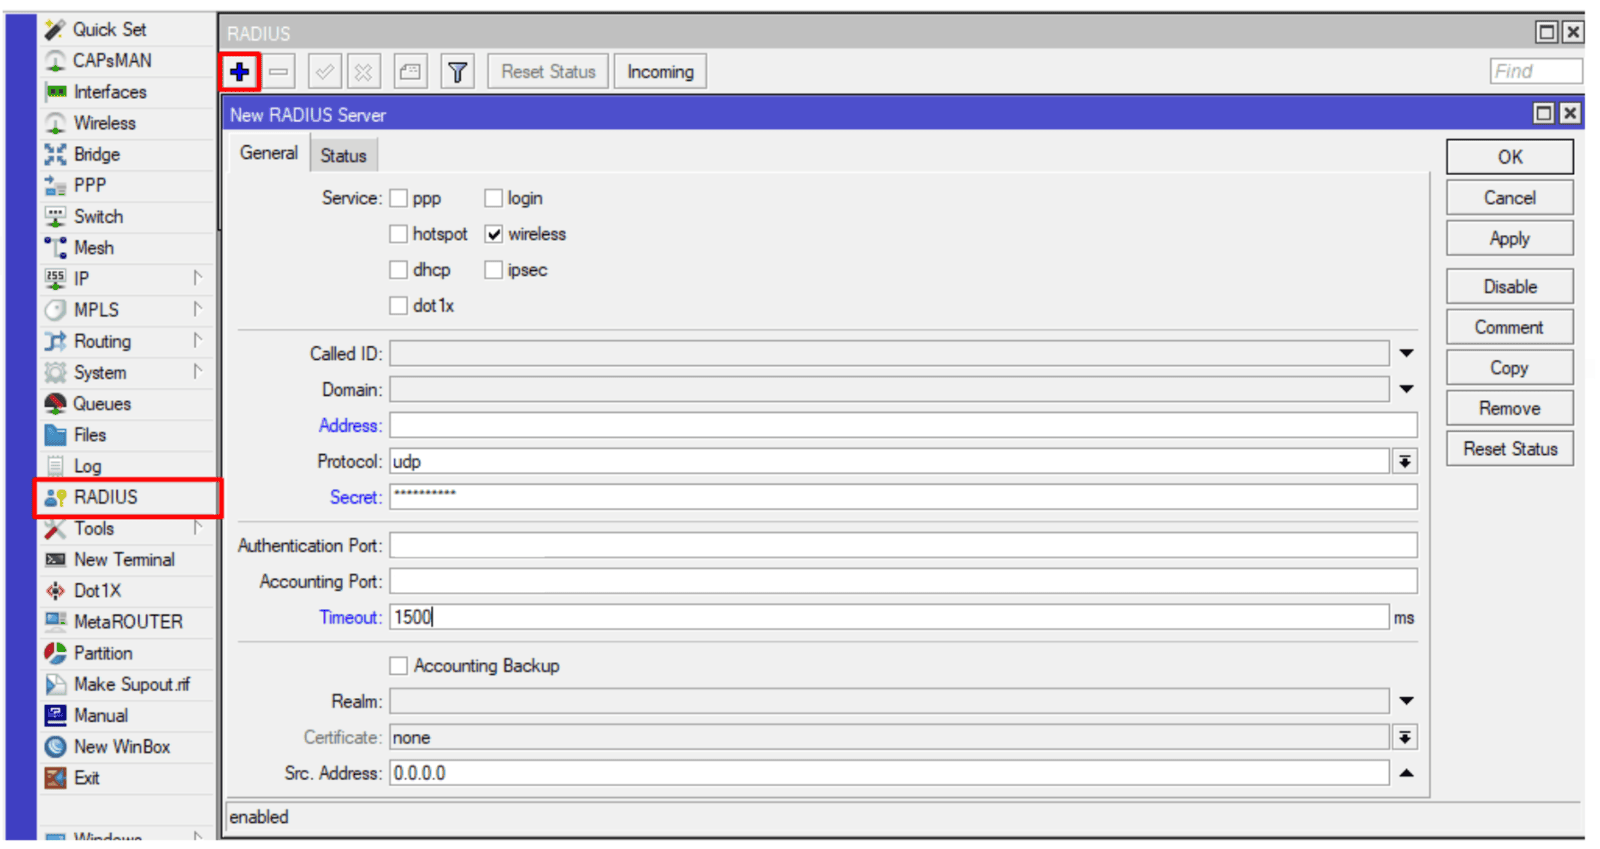 Quick Set
CAPsMAN
Interfaces
Wireless
Bridge
PPP
Switch
Mesh
IP
MPLS
Routing
System
Queues
Files
Log
RADIUS
Tools
New Terminal
Dot1X
MetaROUTER
Partition
Make Supout.rif
Manual
New WinBox
Exit
Windows
RADIUS
Reset Status
Incoming
Find
New RADIUS Server
General
Status
Service:
ppp
login
hotspot
wireless
dhcp
ipsec
dot1x
Called ID:
Domain:
Address:
Protocol: udp
Secret: **********
Authentication Port:
Accounting Port:
Timeout: 1500 ms
Accounting Backup
Realm:
Certificate: none
Src. Address: 0.0.0.0
enabled
OK
Cancel
Apply
Disable
Comment
Copy
Remove
Reset Status